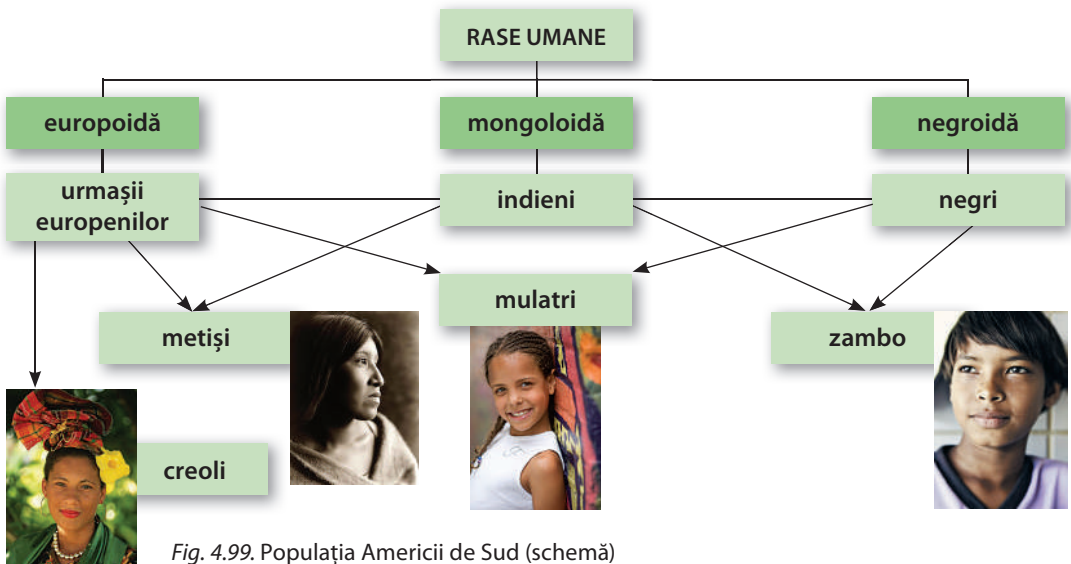 RASE UMANE
europoidă
mongoloidă
negroidă
urmașii
europenilor
indieni
negri
mulatri
metiși
zambo
creoli
Fig. 4.99. Populația Americii de Sud (schemă)